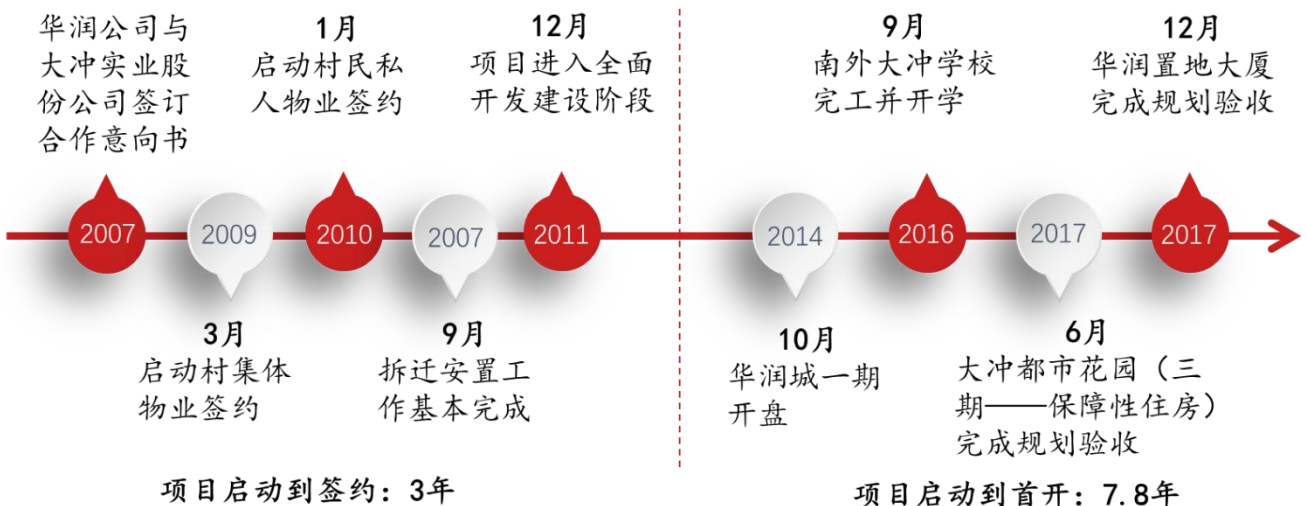 华润公司与
大冲实业股
份公司签订
合作意向书
1月
启动村民私
人物业签约
12月
项目进入全面
开发建设阶段
9月
南外大冲学校
完工并开学
12月
华润置地大厦
完成规划验收
2007
2009
2010
2007
2011
2014
2016
2017
2017
3月
启动村集体
物业签约
9月
拆迁安置工
作基本完成
10月
华润城一期
开盘
6月
大冲都市花园（三
期——保障性住房）
完成规划验收
项目启动到签约：3年
项目启动到首开：7.8年